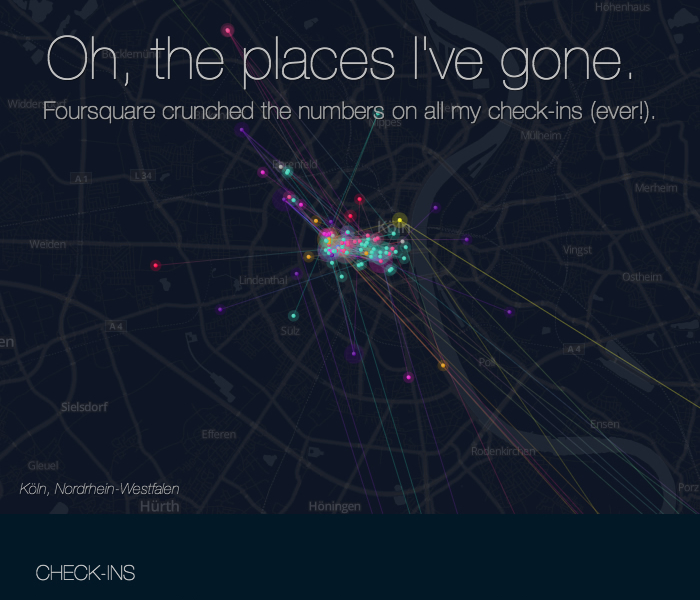 Höhenhaus
Oh, the places I've gone.
Bocklemünd
Foursquare crunched the numbers on all my check-ins (ever!).
Nippes
Mülheim
Ehrenfeld
A 1
L 34
Merheim
Köln
Weiden
Vingst
Lindenthal
Ostheim
A 4
Sülz
A 4
Poll
Sielsdorf
Efferen
Ensen
Rodenkirchen
Gleuel
Köln, Nordrhein-Westfalen
Porz
Hürth
Höningen
CHECK-INS